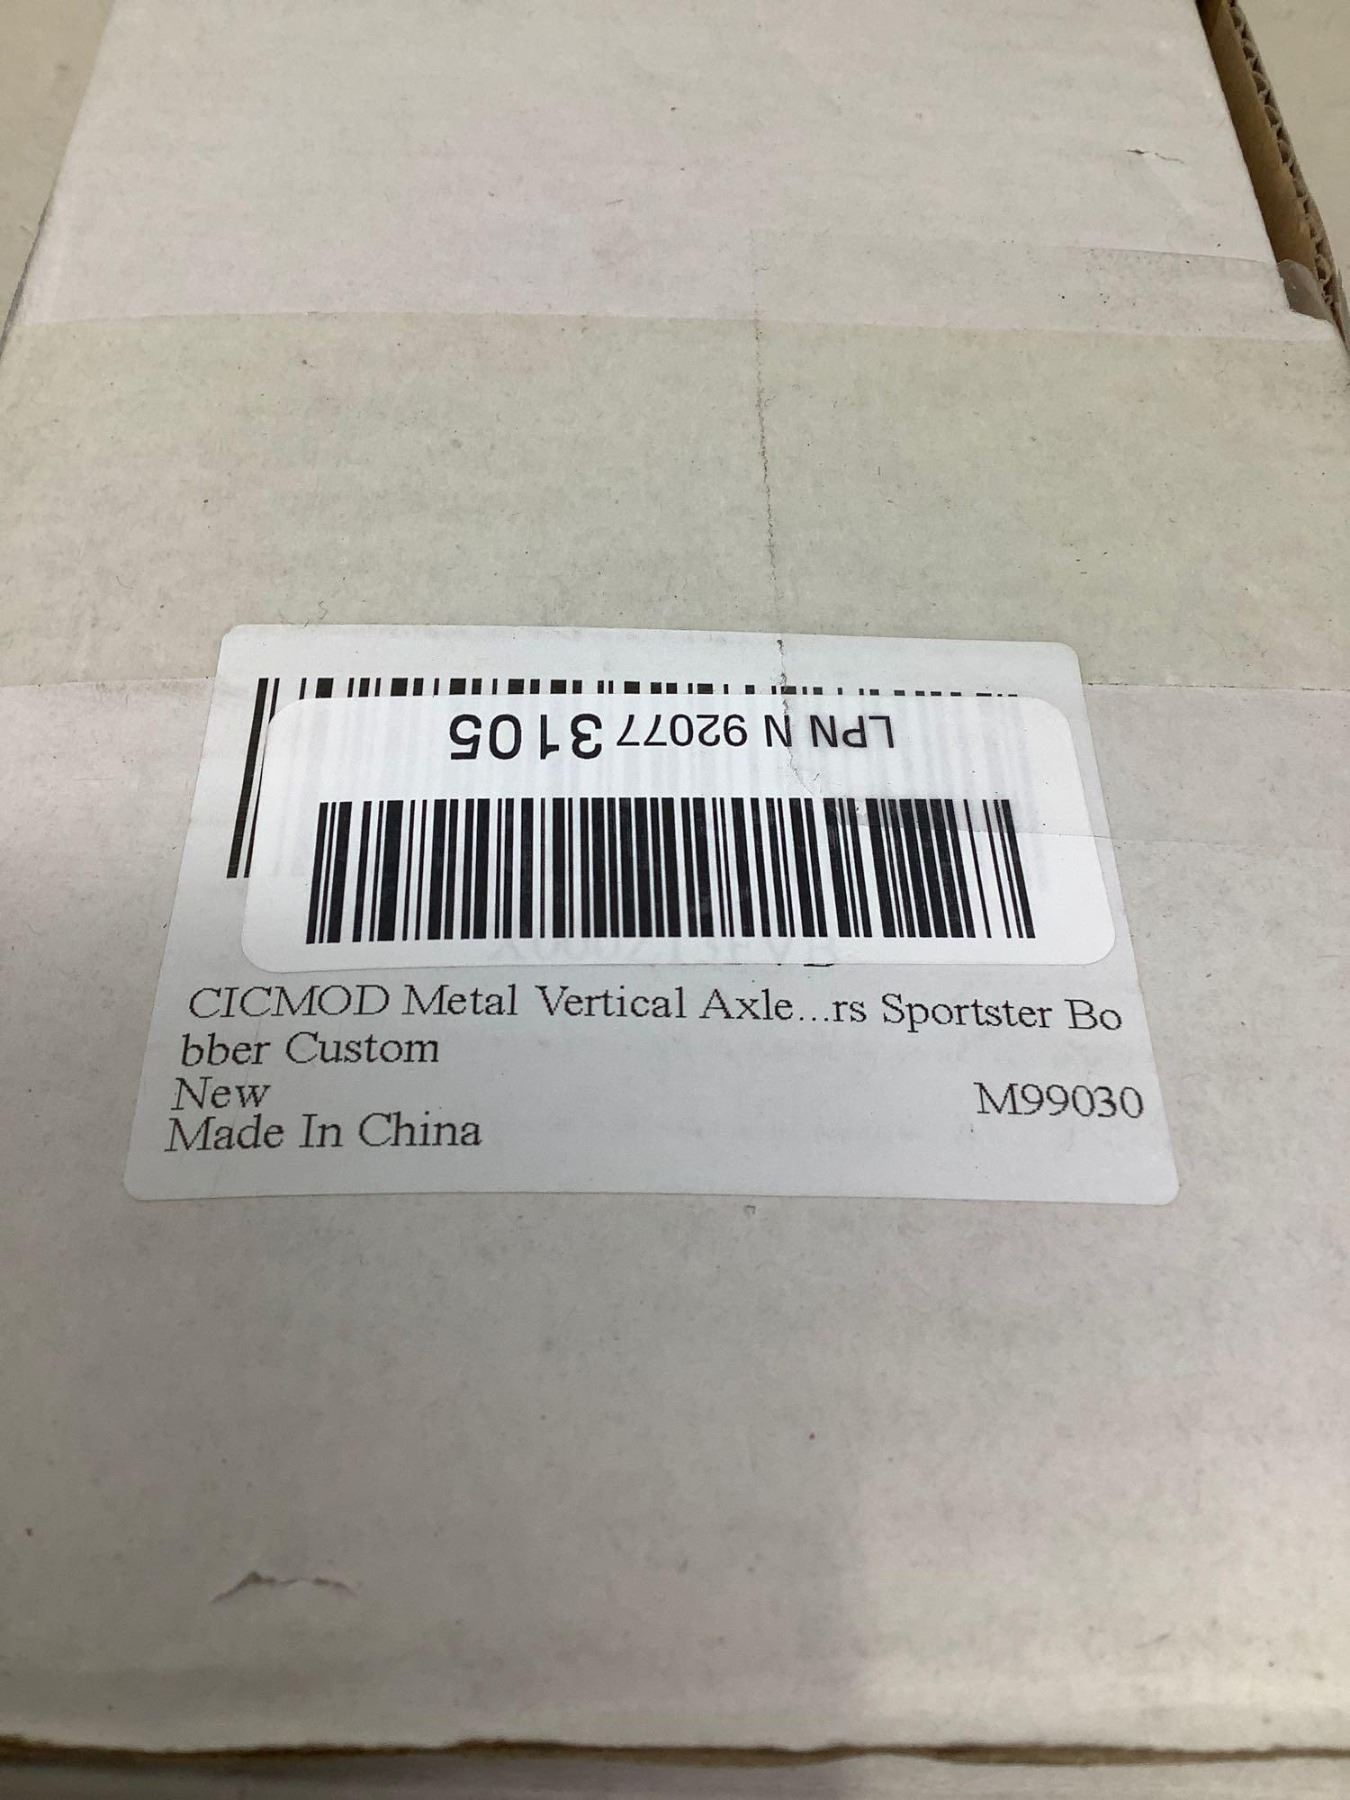 LPN N 92077 3105
CICMOD Metal Vertical Axle...rs Sportster Bo
bber Custom
New
M99030
Made In China